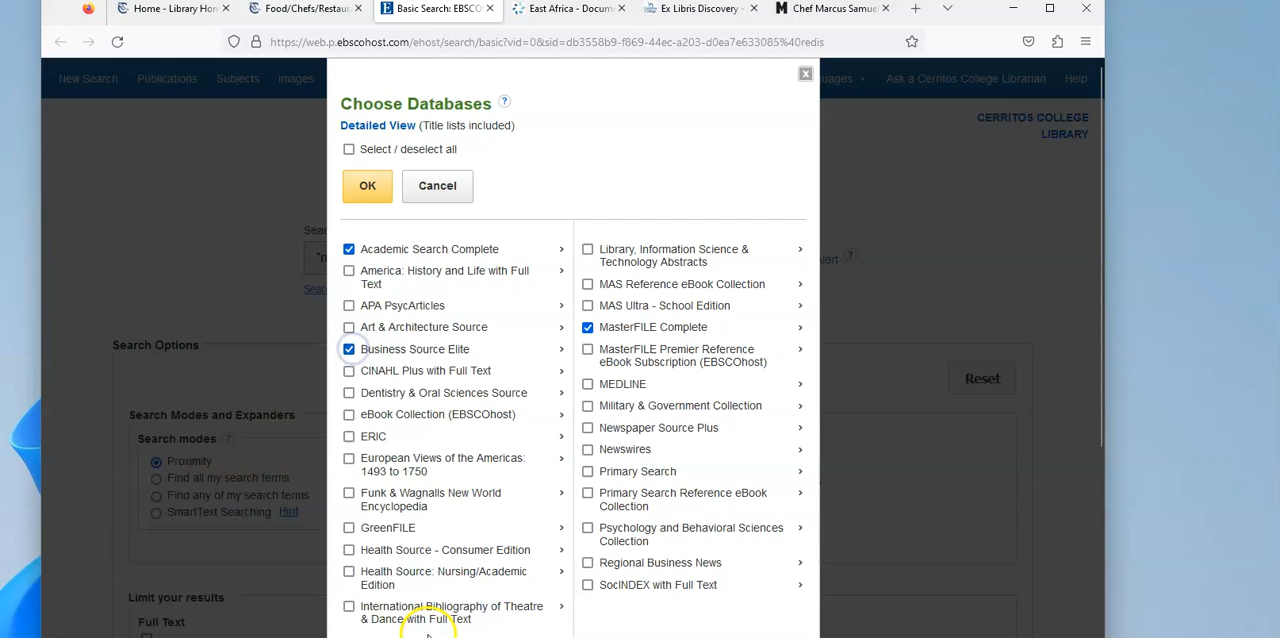 Home - Library Hom
Food/Chefs/Restaura
Basic Search: EBSCO
East Africa - Docume
Ex Libris Discovery -
Chef Marcus Samuel
https://web.p.ebscohost.com/ehost/search/basic?vid=0&sid=db3558b9-f869-44ec-a203-d0ea7e633085%40redis
New Search
Publications
Subjects
Images
uages
Ask a Cerritos College Librarian
Help
CERRITOS COLLEGE
LIBRARY
Choose Databases ?
Detailed View (Title lists included)
Select / deselect all
OK
Cancel
Academic Search Complete
America: History and Life with Full
Text
APA PsycArticles
Art & Architecture Source
Business Source Elite
CINAHL Plus with Full Text
Dentistry & Oral Sciences Source
eBook Collection (EBSCOhost)
ERIC
European Views of the Americas:
1493 to 1750
Funk & Wagnalls New World
Encyclopedia
GreenFILE
Health Source - Consumer Edition
Health Source: Nursing/Academic
Edition
International Bibliography of Theatre
& Dance with Full Text
Library, Information Science &
Technology Abstracts
MAS Reference eBook Collection
MAS Ultra - School Edition
MasterFILE Complete
MasterFILE Premier Reference
eBook Subscription (EBSCOhost)
MEDLINE
Military & Government Collection
Newspaper Source Plus
Newswires
Primary Search
Primary Search Reference eBook
Collection
Psychology and Behavioral Sciences
Collection
Regional Business News
SocINDEX with Full Text
Sear
"n
Sear
Alert ?
Search Options
Reset
Search Modes and Expanders
Search modes ?
Proximity
Find all my search terms
Find any of my search terms
SmartText Searching Hint
Limit your results
Full Text